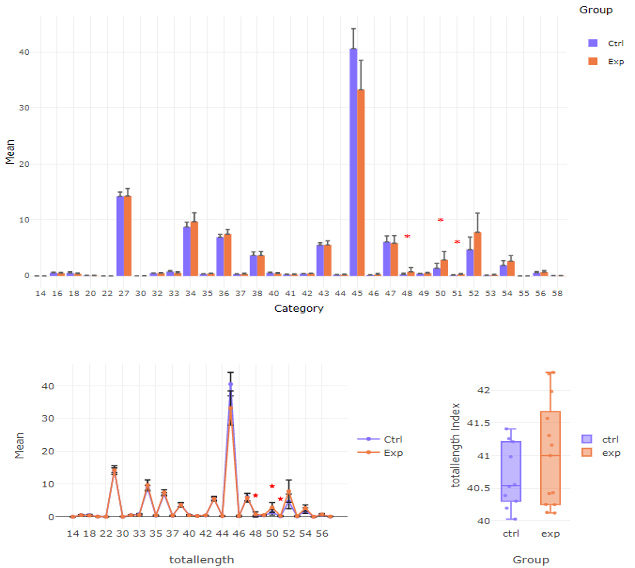 Group
Ctrl
Exp
Mean
40
30
20
10
0
14 16 18 20 22 27 30 32 33 34 35 36 37 38 40 41 42 43 44 45 46 47 48 49 50 51 52 53 54 55 56 58
Category
* * *
Mean
40
30
20
10
0
14 18 22 30 33 35 37 40 42 44 46 48 50 52 54 56
totallength
Ctrl
Exp
totallength Index
42
41.5
41
40.5
40
ctrl exp
Group
ctrl
exp